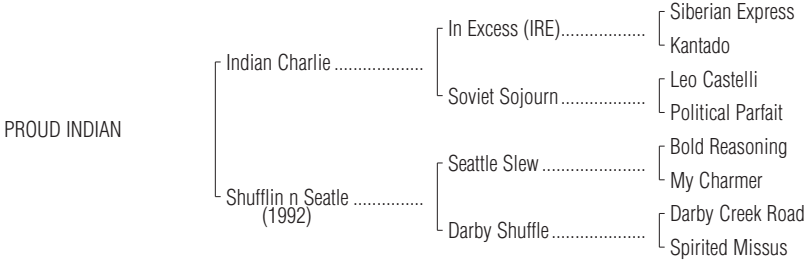 Siberian Express
In Excess (IRE)...................
Kantado
Indian Charlie ....................
Leo Castelli
Soviet Sojourn...................
Political Parfait
PROUD INDIAN
Bold Reasoning
Seattle Slew .......................
My Charmer
Shufflin n Seatle ................
(1992)
Darby Creek Road
Darby Shuffle.....................
Spirited Missus